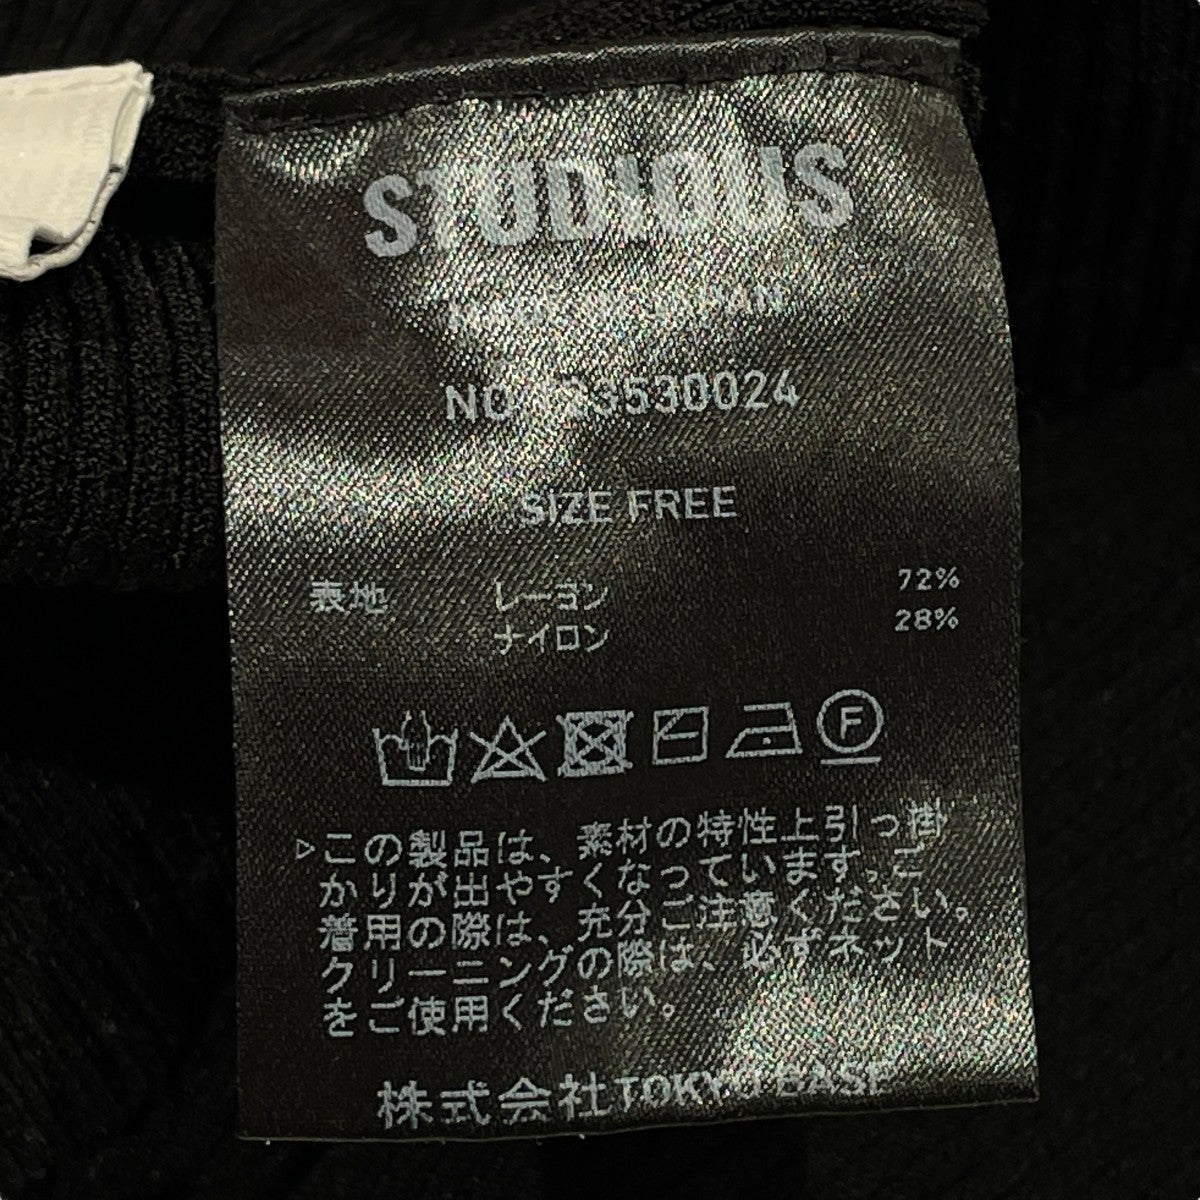 STUDIOUS
MADE IN JAPAN
NO.
SIZE FREE
表地 レーヨン 72%
ナイロン 28%
F
▷この製品は、素材の特性上引っ掛
かりが出やすくなっています。ご
着用の際は、充分ご注意ください。
クリーニングの際は、必ずネット
をご使用ください。
株式会社TOKYO BASE